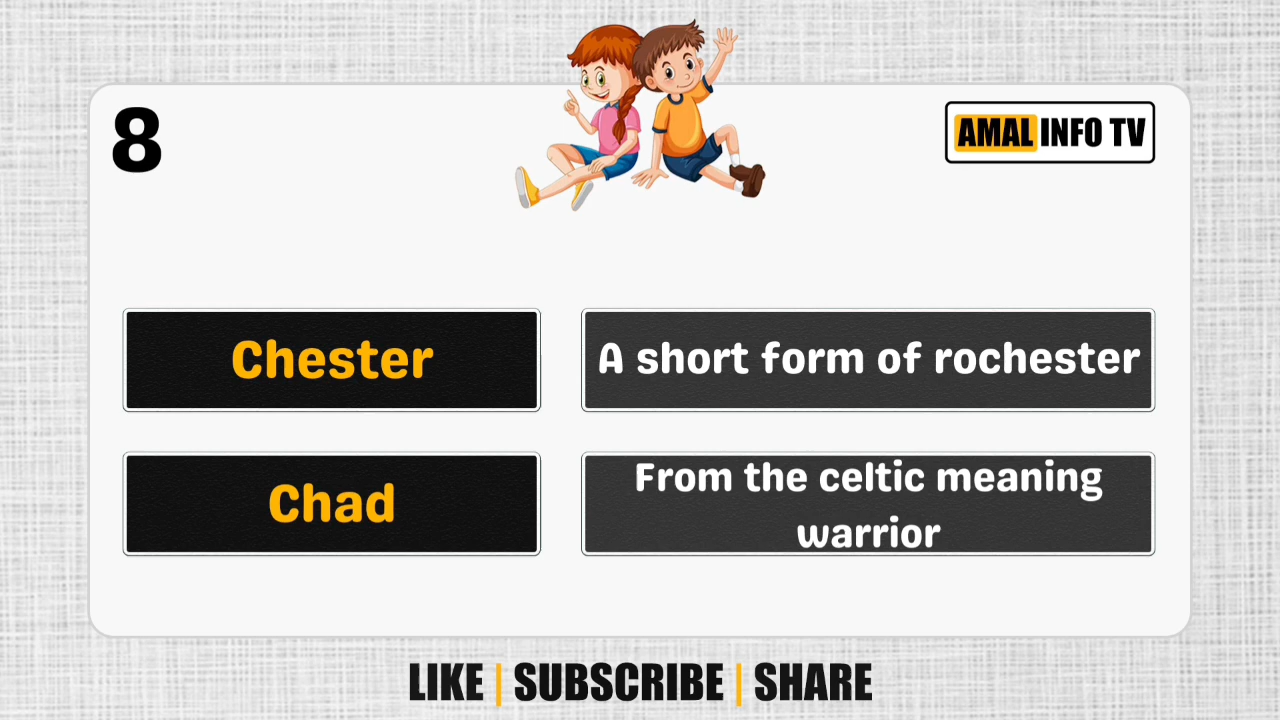 8
AMAL INFO TV
Chester
A short form of rochester
Chad
From the celtic meaning
warrior
LIKE | SUBSCRIBE | SHARE